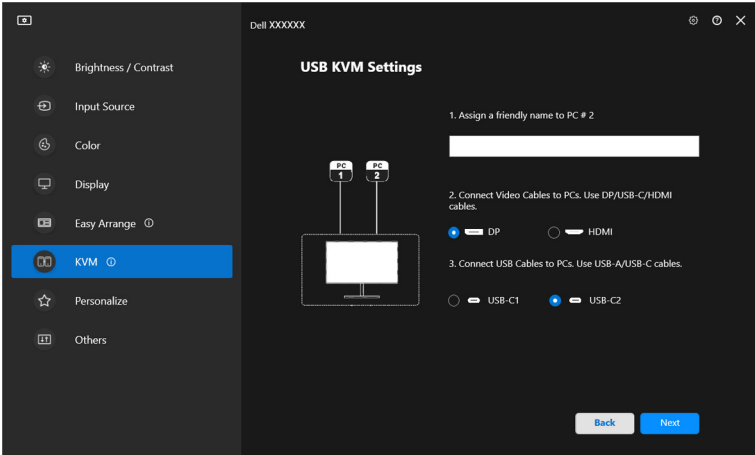 Dell XXXXXX
Brightness / Contrast
Input Source
Color
Display
Easy Arrange
KVM
Personalize
Others
USB KVM Settings
PC
1
PC
2
1. Assign a friendly name to PC # 2
2. Connect Video Cables to PCs. Use DP/USB-C/HDMI
cables.
DP
HDMI
3. Connect USB Cables to PCs. Use USB-A/USB-C cables.
USB-C1
USB-C2
Back
Next